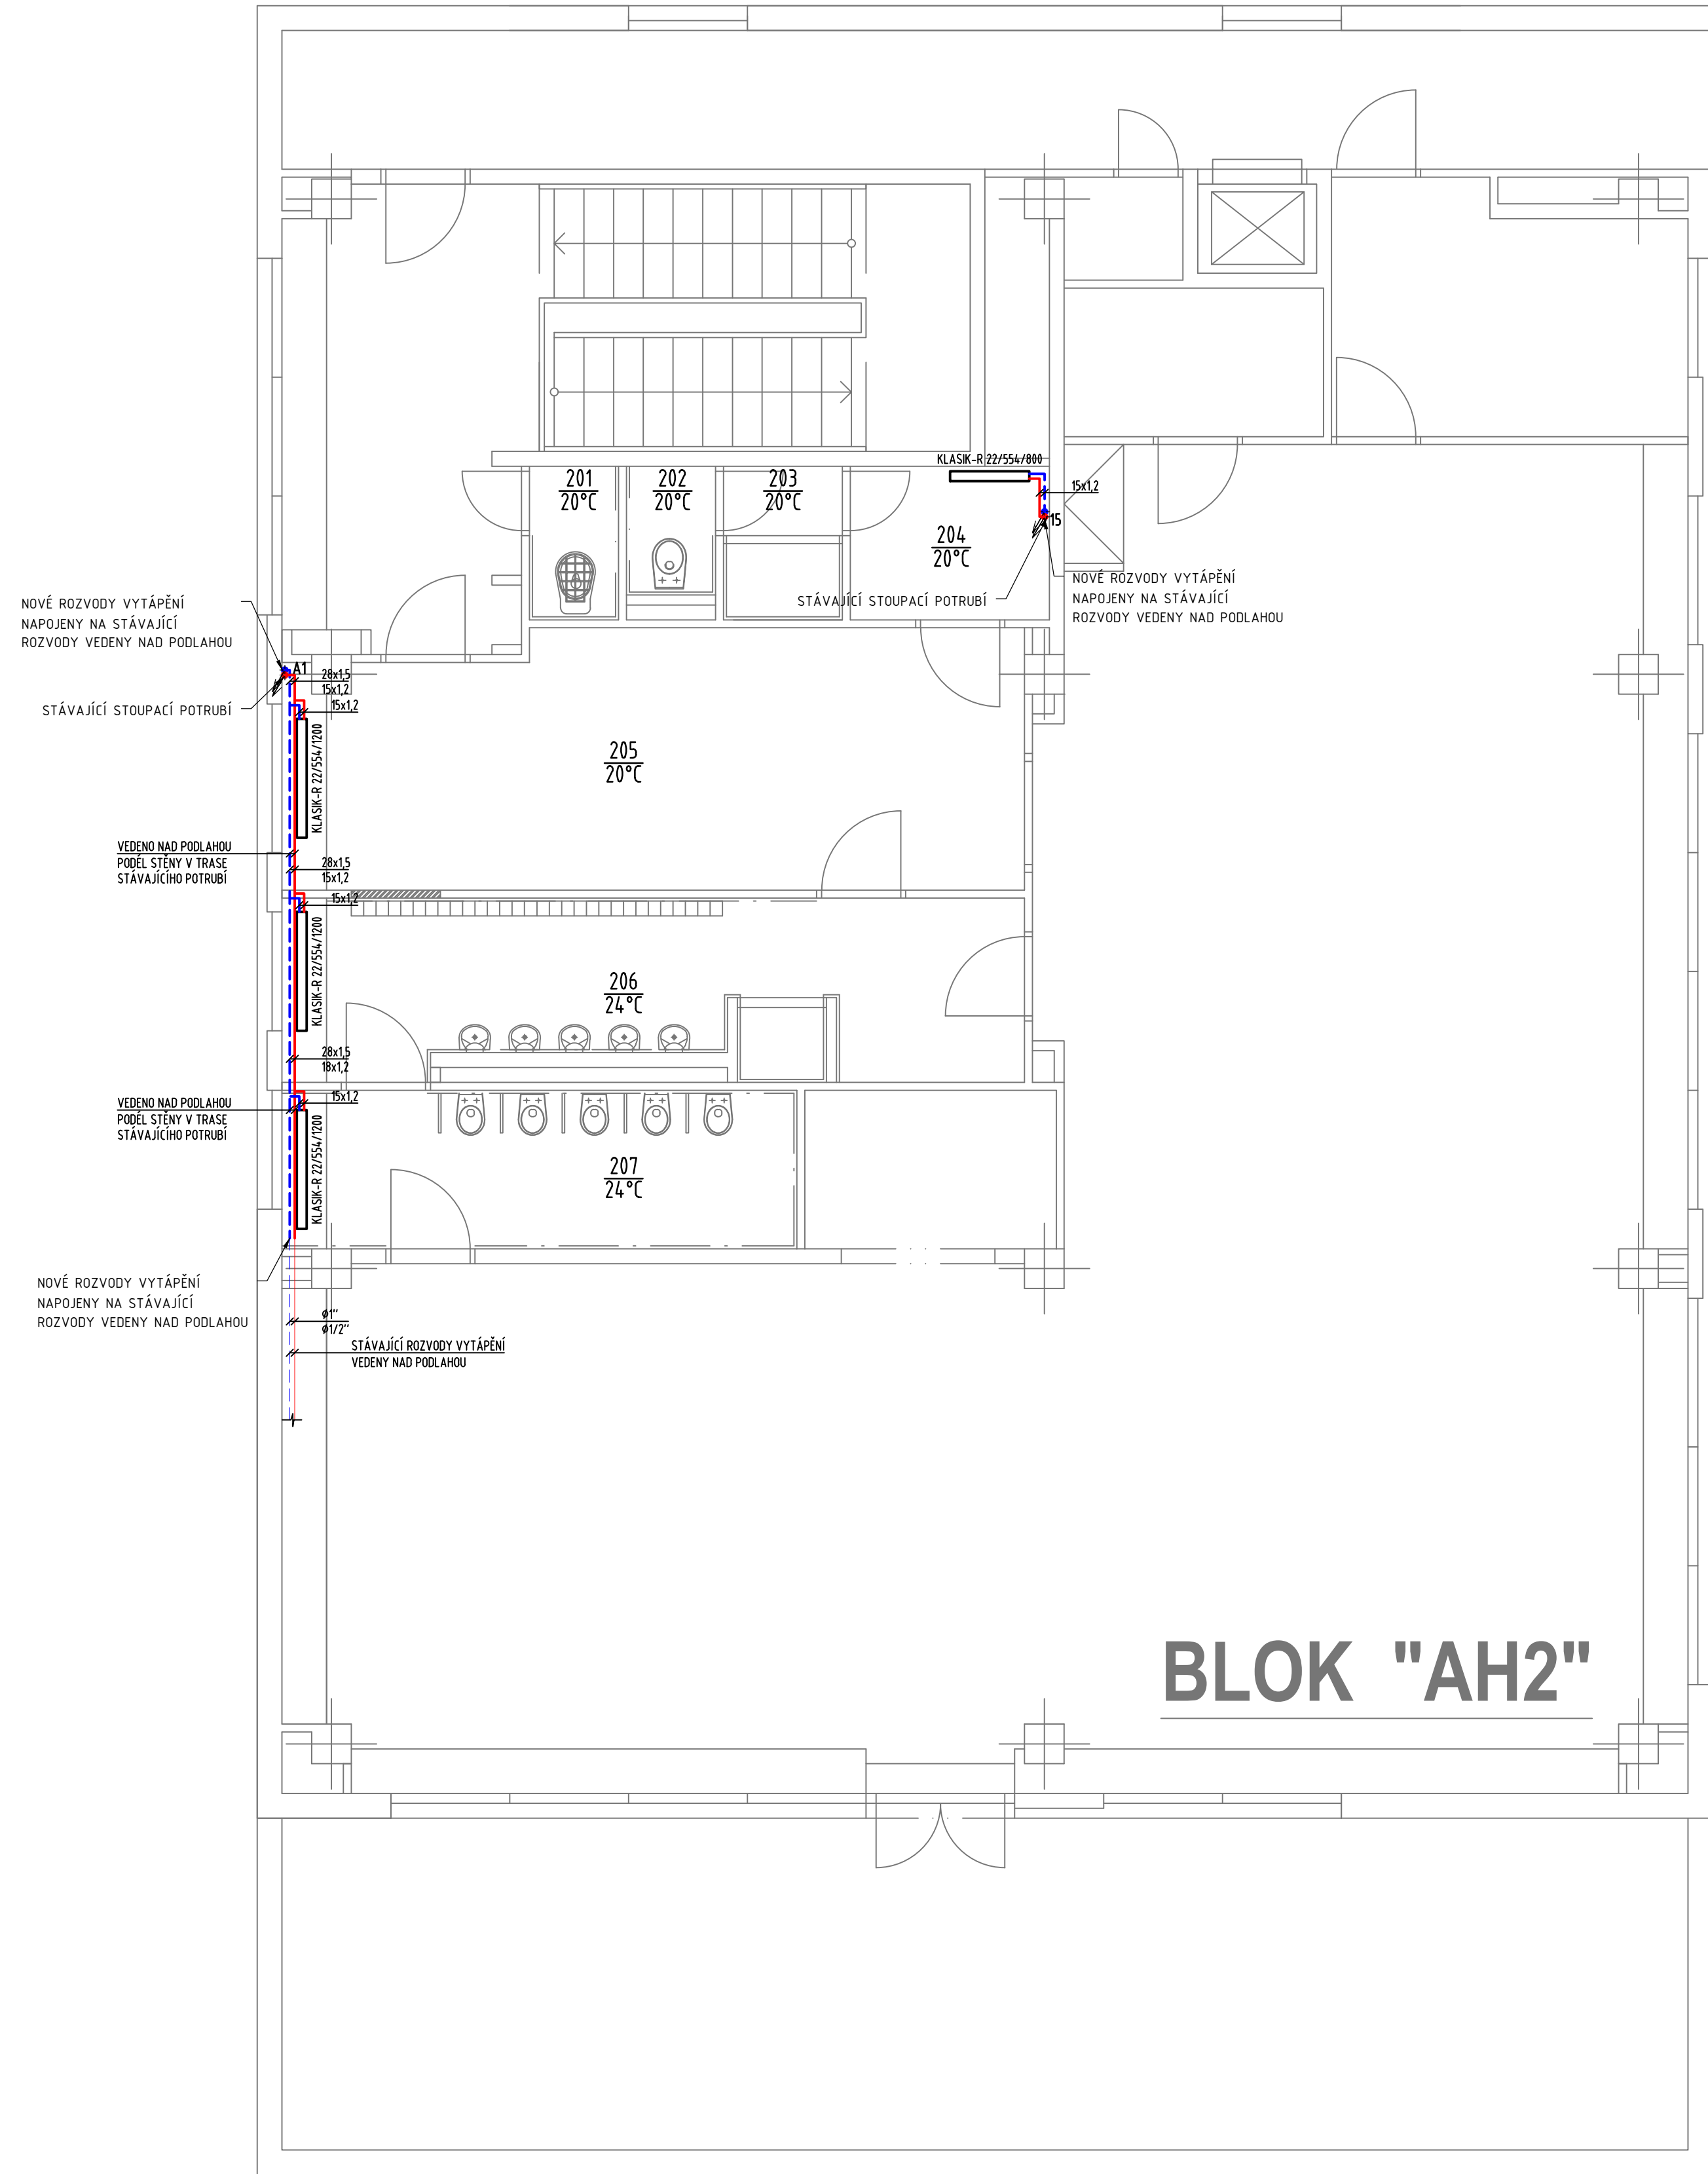 KLASIK-R 22/554/800
201
20°C
202
20°C
203
20°C
15x1,2
15
204
20°C
NOVÉ ROZVODY VYTÁPĚNÍ
NAPOJENY NA STÁVAJÍCÍ
ROZVODY VEDENY NAD PODLAHOU
STÁVAJÍCÍ STOUPACÍ POTRUBÍ
NOVÉ ROZVODY VYTÁPĚNÍ
NAPOJENY NA STÁVAJÍCÍ
ROZVODY VEDENY NAD PODLAHOU
A1
28x1,5
15x1,2
15x1,2
STÁVAJÍCÍ STOUPACÍ POTRUBÍ
KLASIK-R 22/554/1200
205
20°C
VEDENO NAD PODLAHOU
PODÉL STĚNY V TRASE
STÁVAJÍCÍHO POTRUBÍ
28x1,5
15x1,2
15x1,2
KLASIK-R 22/554/1200
206
24°C
28x1,5
18x1,2
15x1,2
VEDENO NAD PODLAHOU
PODÉL STĚNY V TRASE
STÁVAJÍCÍHO POTRUBÍ
KLASIK-R 22/554/1200
207
24°C
NOVÉ ROZVODY VYTÁPĚNÍ
NAPOJENY NA STÁVAJÍCÍ
ROZVODY VEDENY NAD PODLAHOU
ø1"
ø1/2"
STÁVAJÍCÍ ROZVODY VYTÁPĚNÍ
VEDENY NAD PODLAHOU
BLOK "AH2"